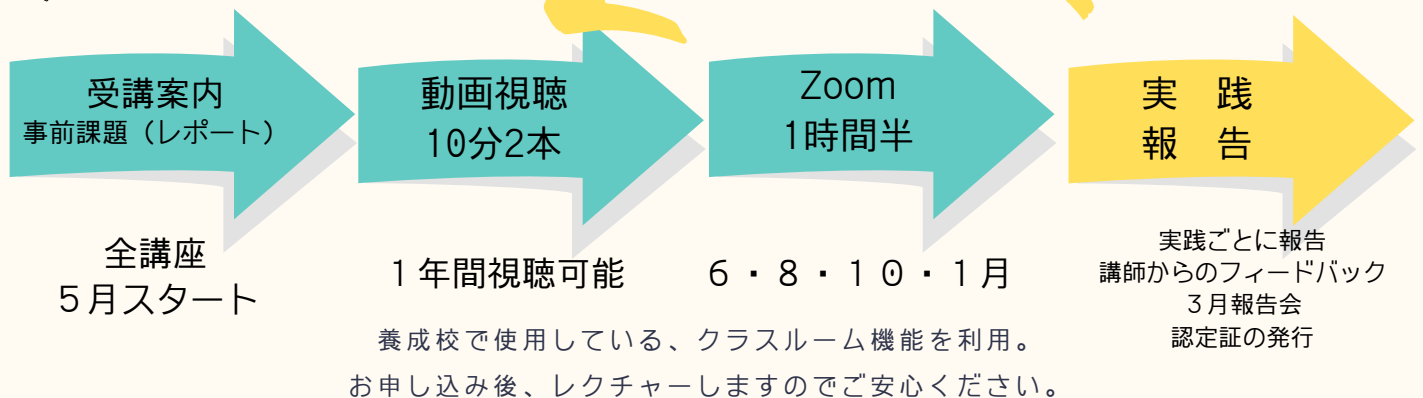 受講案内
事前課題（レポート）
全講座
５月スタート
動画視聴
10分2本
１年間視聴可能
Zoom
1時間半
６・８・１０・１月
実　践
報　告
実践ごとに報告
講師からのフィードバック
３月報告会
認定証の発行
養成校で使用している、クラスルーム機能を利用。
お申し込み後、レクチャーしますのでご安心ください。